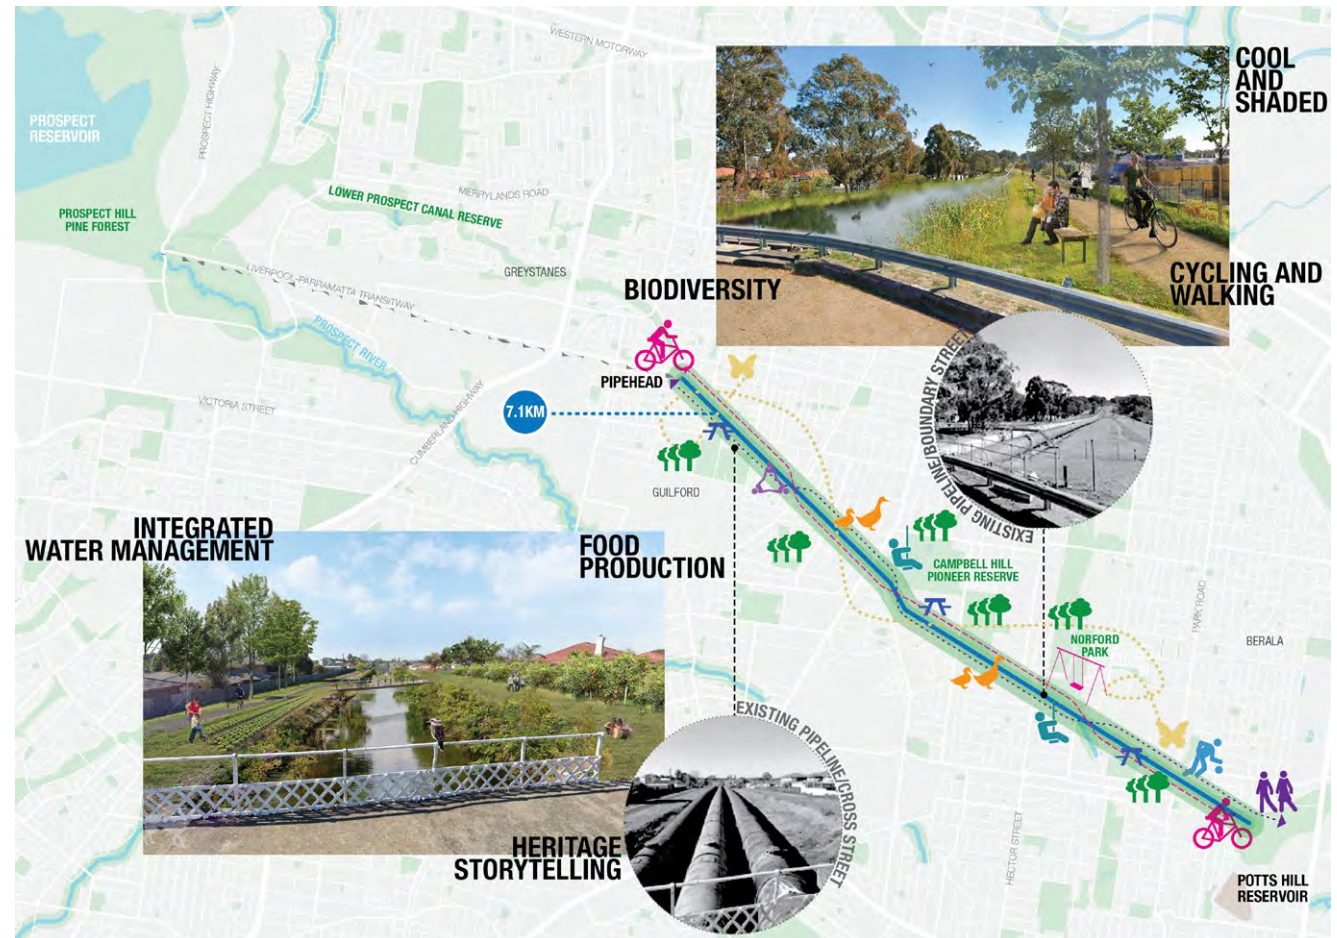 WESTERN MOTORWAY
COOL
AND
SHADED
PROSPECT
RESERVOIR
PROSPECT HIGHWAY
MERRYLANDS ROAD
LOWER PROSPECT CANAL RESERVE
PROSPECT HILL
PINE FOREST
GREYSTANES
LIVERPOOL-PARRAMATTA TRANSITWAY
BIODIVERSITY
CYCLING AND
WALKING
PROSPECT RIVER
PIPEHEAD
VICTORIA STREET
CUMBERLAND HIGHWAY
7.1KM
EXISTING PIPELINE/BOUNDARY STREET
EXISTING PIPELINE
GUILFORD
INTEGRATED
WATER MANAGEMENT
FOOD
PRODUCTION
CAMPBELL HILL
PIONEER RESERVE
PARK ROAD
NORFORD
PARK
BERALA
EXISTING PIPELINE/CROSS STREET
HERITAGE
STORYTELLING
HECTOR STREET
POTTS HILL
RESERVOIR